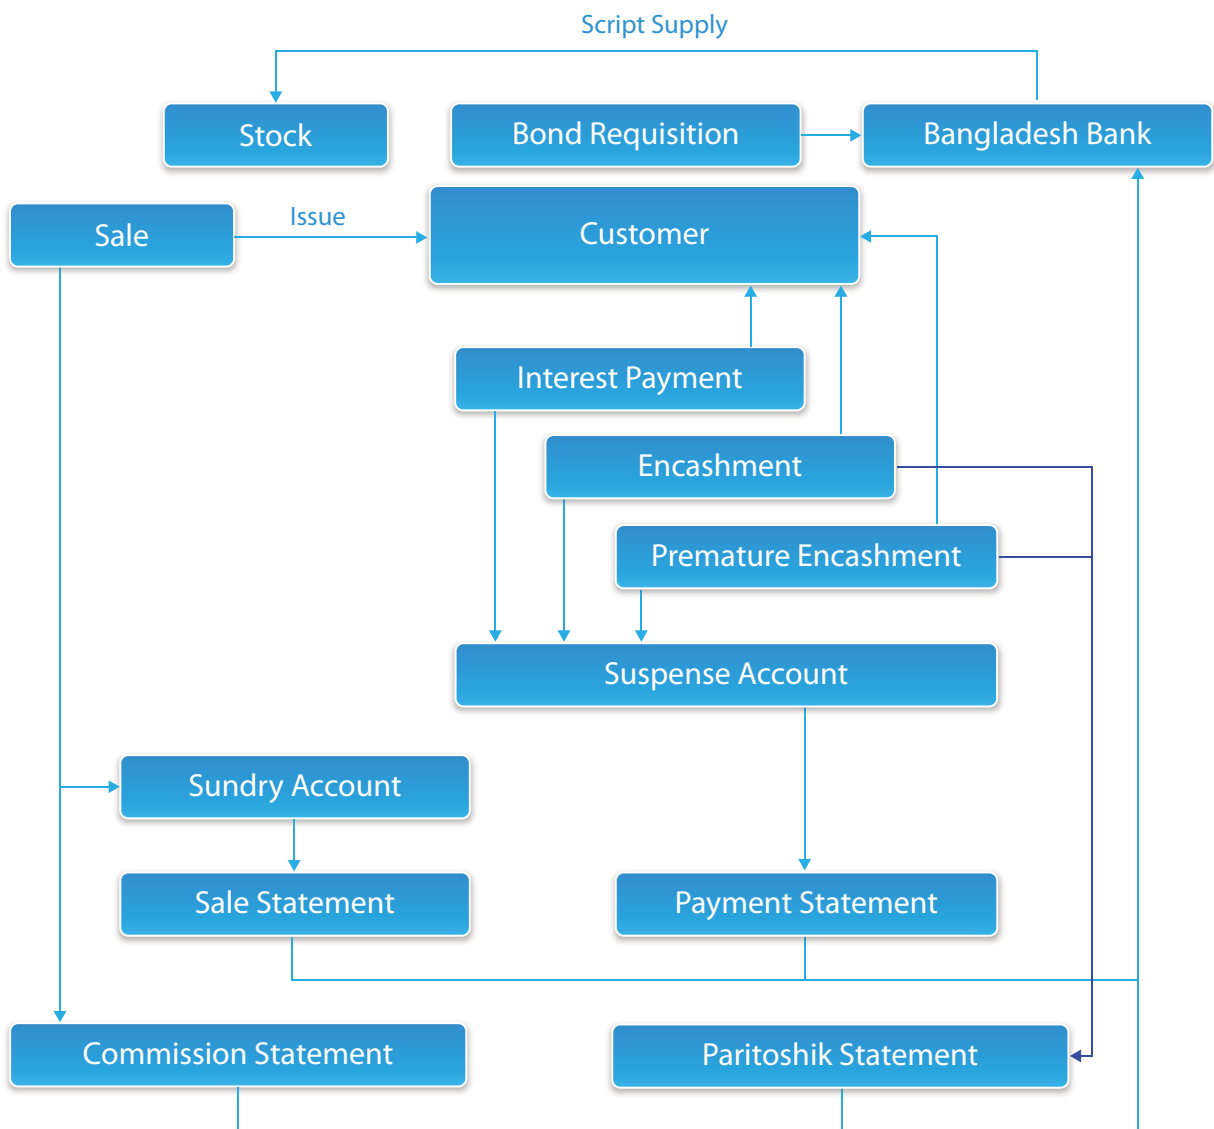 Script Supply
Stock
Bond Requisition
Bangladesh Bank
Sale
Issue
Customer
Interest Payment
Encashment
Premature Encashment
Suspense Account
Sundry Account
Sale Statement
Payment Statement
Commission Statement
Paritoshik Statement